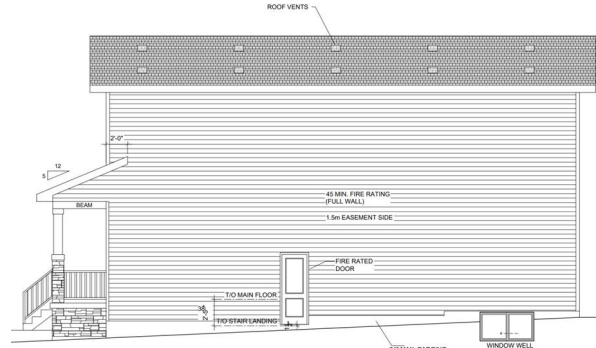 ROOF VENTS
2'-0"
12
5
45 MIN. FIRE RATING
(FULL WALL)
BEAM
1.5m EASEMENT SIDE
FIRE RATED
DOOR
T/O MAIN FLOOR
T/O STAIR LANDING
WINDOW WELL